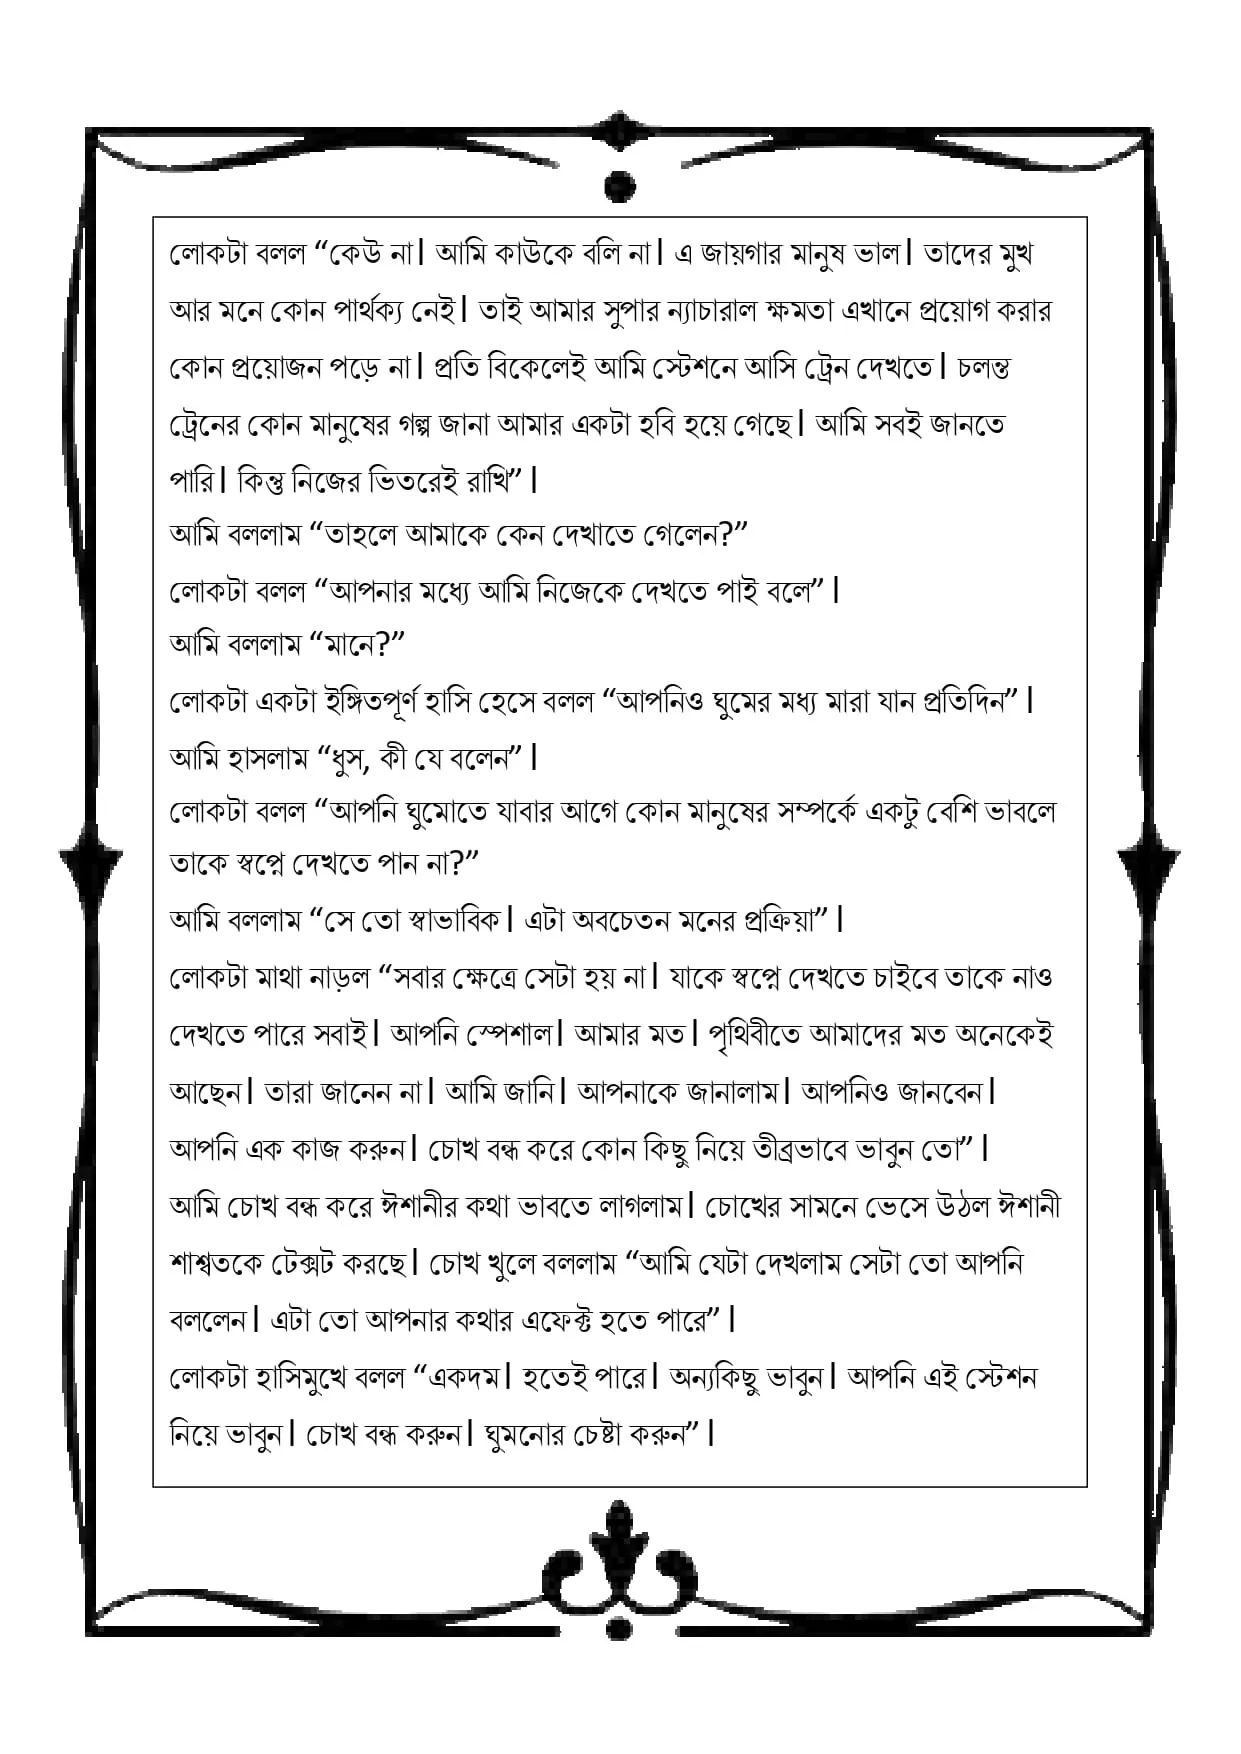 লোকটা বলল “কেউ না। আমি কাউকে বলি না। এ জায়গার মানুষ ভাল। তাদের মুখ
আর মনে কোন পার্থক্য নেই। তাই আমার সুপার ন্যাচারাল ক্ষমতা এখানে প্রয়োগ করার
কোন প্রয়োজন পড়ে না। প্রতি বিকেলেই আমি স্টেশনে আসি ট্রেন দেখতে। চলন্ত
ট্রেনের কোন মানুষের গল্প জানা আমার একটা হবি হয়ে গেছে। আমি সবই জানতে
পারি। কিন্তু নিজের ভিতরেই রাখি”।
আমি বললাম “তাহলে আমাকে কেন দেখাতে গেলেন?”
লোকটা বলল “আপনার মধ্যে আমি নিজেকে দেখতে পাই বলে”।
আমি বললাম “মানে?”
লোকটা একটা ইঙ্গিতপূর্ণ হাসি হেসে বলল “আপনিও ঘুমের মধ্য মারা যান প্রতিদিন”।
আমি হাসলাম “ধুস, কী যে বলেন”।
লোকটা বলল “আপনি ঘুমোতে যাবার আগে কোন মানুষের সম্পর্কে একটু বেশি ভাবলে
তাকে স্বপ্নে দেখতে পান না?”
আমি বললাম “সে তো স্বাভাবিক। এটা অবচেতন মনের প্রক্রিয়া”।
লোকটা মাথা নাড়ল “সবার ক্ষেত্রে সেটা হয় না। যাকে স্বপ্নে দেখতে চাইবে তাকে নাও
দেখতে পারে সবাই। আপনি স্পেশাল। আমার মত। পৃথিবীতে আমাদের মত অনেকেই
আছেন। তারা জানেন না। আমি জানি। আপনাকে জানালাম। আপনিও জানবেন।
আপনি এক কাজ করুন। চোখ বন্ধ করে কোন কিছু নিয়ে তীব্রভাবে ভাবুন তো”।
আমি চোখ বন্ধ করে ঈশানীর কথা ভাবতে লাগলাম। চোখের সামনে ভেসে উঠল ঈশানী
শাশ্বতকে টেক্সট করছে। চোখ খুলে বললাম “আমি যেটা দেখলাম সেটা তো আপনি
বললেন। এটা তো আপনার কথার এফেক্ট হতে পারে”।
লোকটা হাসিমুখে বলল “একদম। হতেই পারে। অন্যকিছু ভাবুন। আপনি এই স্টেশন
নিয়ে ভাবুন। চোখ বন্ধ করুন। ঘুমনোর চেষ্টা করুন”।